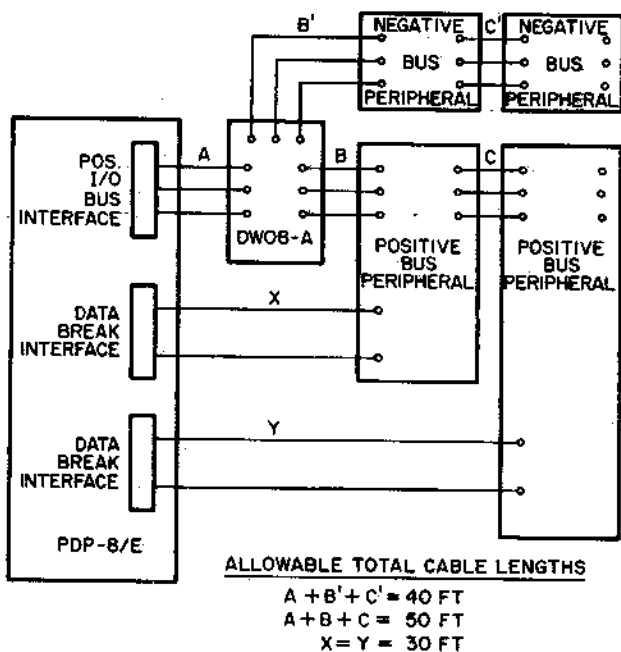 B'
NEGATIVE
BUS
PERIPHERAL
C'
NEGATIVE
BUS
PERIPHERAL
POS.
I/O
BUS
INTERFACE
A
DW08-A
B
POSITIVE
BUS
PERIPHERAL
C
POSITIVE
BUS
PERIPHERAL
DATA
BREAK
INTERFACE
X
DATA
BREAK
INTERFACE
Y
PDP-8/E
ALLOWABLE TOTAL CABLE LENGTHS
A + B' + C' = 40 FT
A + B + C = 50 FT
X = Y = 30 FT